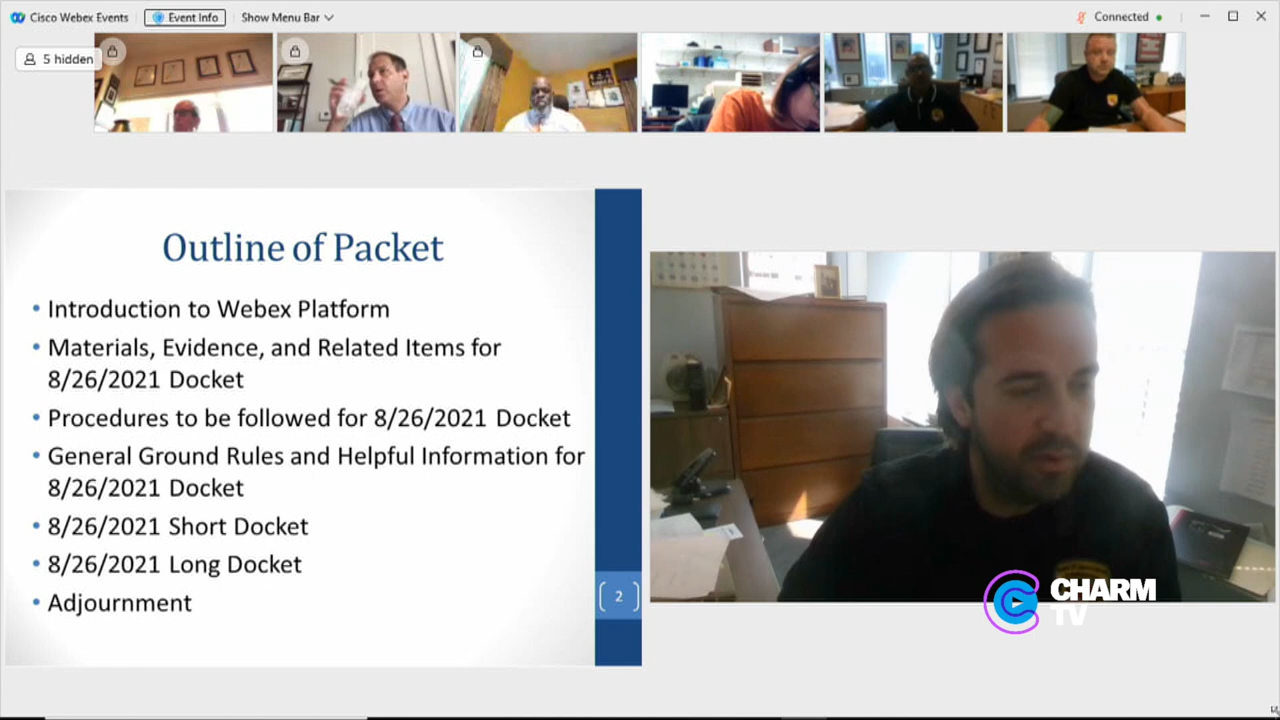 Cisco Webex Events
Event Info
Show Menu Bar
Connected
5 hidden
Outline of Packet
• Introduction to Webex Platform
• Materials, Evidence, and Related Items for
8/26/2021 Docket
• Procedures to be followed for 8/26/2021 Docket
• General Ground Rules and Helpful Information for
8/26/2021 Docket
• 8/26/2021 Short Docket
• 8/26/2021 Long Docket
• Adjournment
2
CHARM
TV